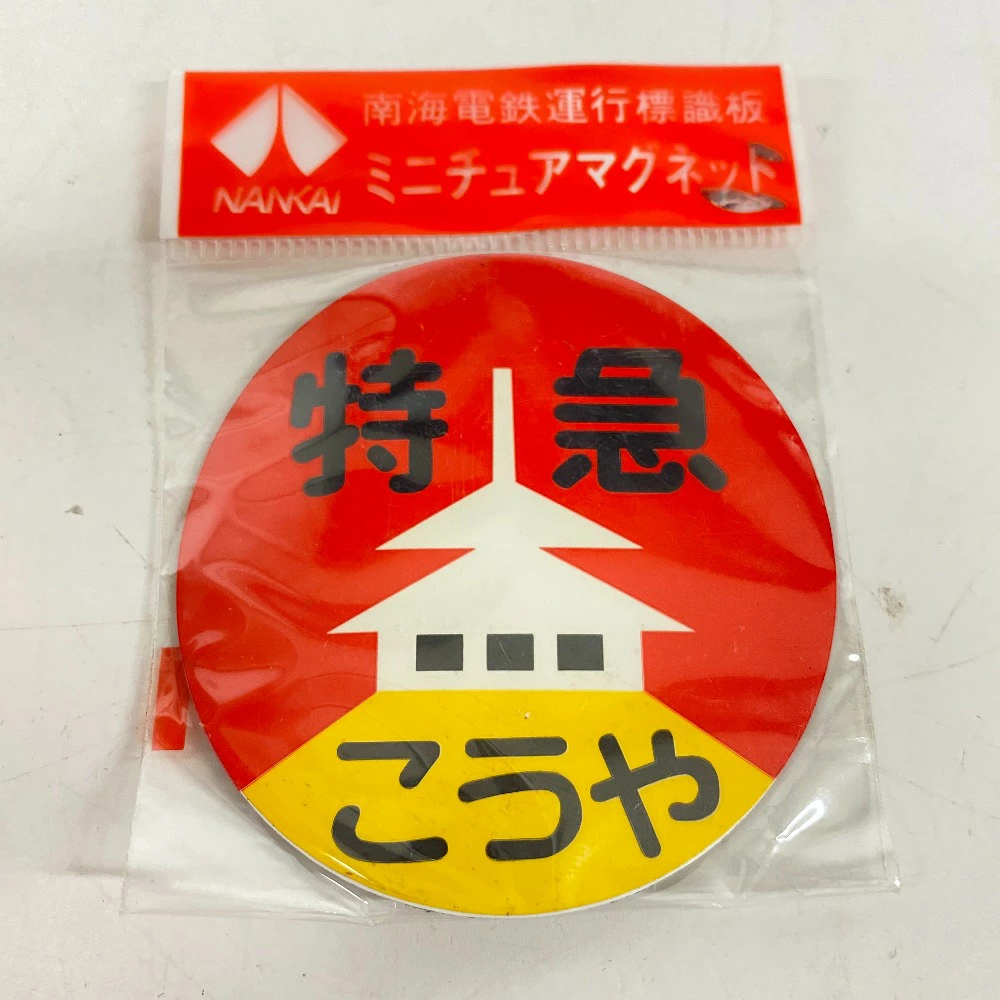 南海電鉄運行標識板
NANKAI
ミニチュアマグネット
特急
こうや